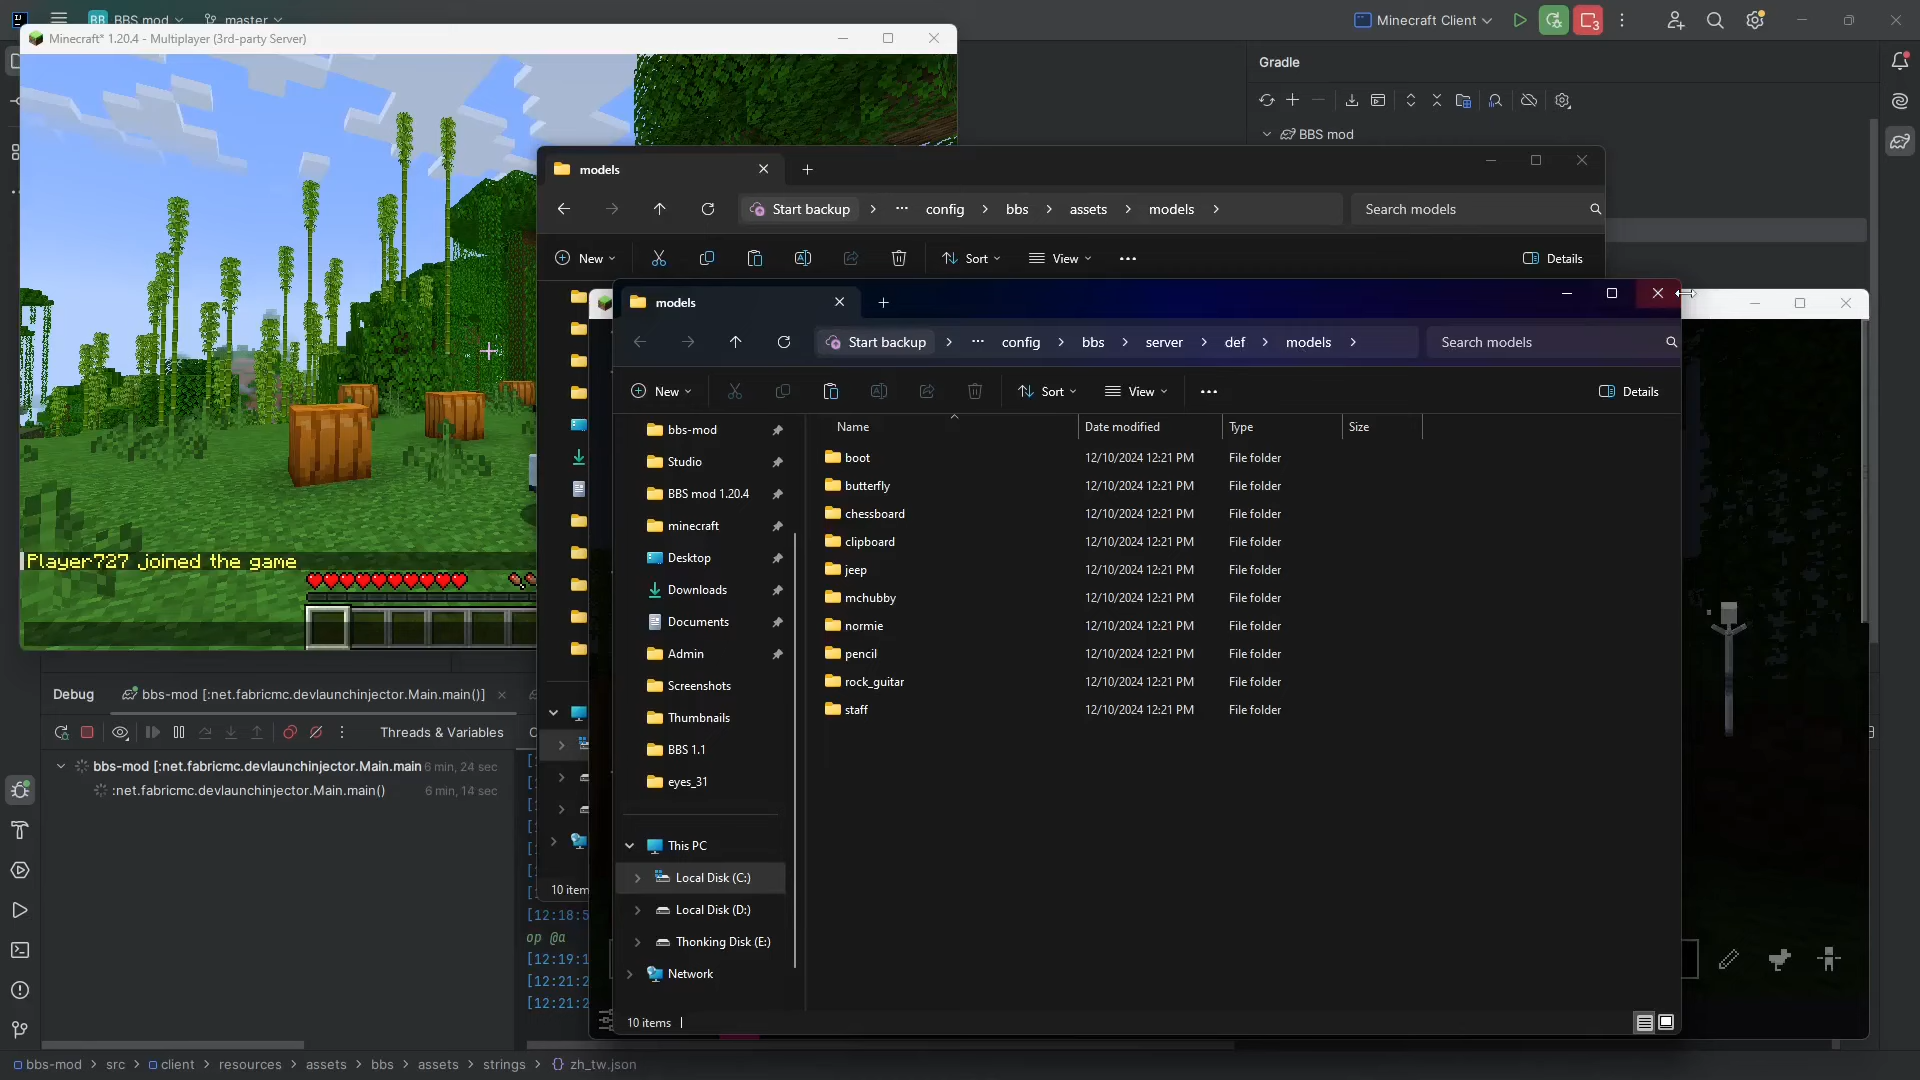 BBS mod
master
Minecraft Client
3
Minecraft* 1.20.4 - Multiplayer (3rd-party Server)
Gradle
BBS mod
models
Start backup
config
bbs
assets
models
Search models
New
Sort
View
Details
models
Start backup
config
bbs
server
def
models
Search models
New
Sort
View
Details
bbs-mod
Studio
BBS mod 1.20.4
minecraft
Desktop
Downloads
Documents
Admin
Screenshots
Thumbnails
BBS 1.1
eyes_31
This PC
Local Disk (C:)
Local Disk (D:)
Thonking Disk (E:)
Network
Name Date modified Type Size
boot 12/10/2024 12:21 PM File folder
butterfly 12/10/2024 12:21 PM File folder
chessboard 12/10/2024 12:21 PM File folder
clipboard 12/10/2024 12:21 PM File folder
jeep 12/10/2024 12:21 PM File folder
mchubby 12/10/2024 12:21 PM File folder
normie 12/10/2024 12:21 PM File folder
pencil 12/10/2024 12:21 PM File folder
rock_guitar 12/10/2024 12:21 PM File folder
staff 12/10/2024 12:21 PM File folder
10 items
Player727 joined the game
Debug
bbs-mod [:net.fabricmc.devlaunchinjector.Main.main()]
Threads & Variables
bbs-mod [:net.fabricmc.devlaunchinjector.Main.main 6 min, 24 sec
:net.fabricmc.devlaunchinjector.Main.main() 6 min, 14 sec
10 item
[12:18:5
op @a
[12:19:1
[12:21:2
[12:21:2
bbs-mod > src > client > resources > assets > bbs > assets > strings > zh_tw.json